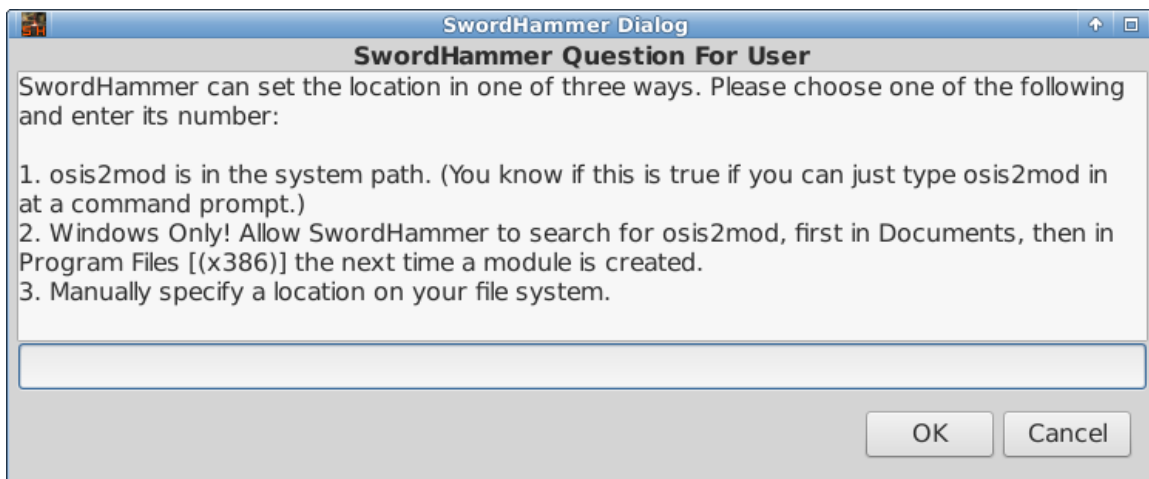 SwordHammer Dialog
SwordHammer Question For User
SwordHammer can set the location in one of three ways. Please choose one of the following
and enter its number:
1. osis2mod is in the system path. (You know if this is true if you can just type osis2mod in
at a command prompt.)
2. Windows Only! Allow SwordHammer to search for osis2mod, first in Documents, then in
Program Files [(x386)] the next time a module is created.
3. Manually specify a location on your file system.
OK Cancel